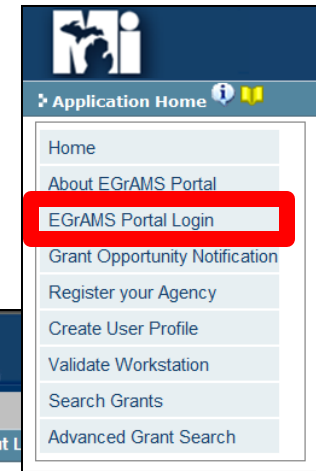 Mi
Application Home
Home
About EGrAMS Portal
EGrAMS Portal Login
Grant Opportunity Notification
Register your Agency
Create User Profile
Validate Workstation
Search Grants
Advanced Grant Search